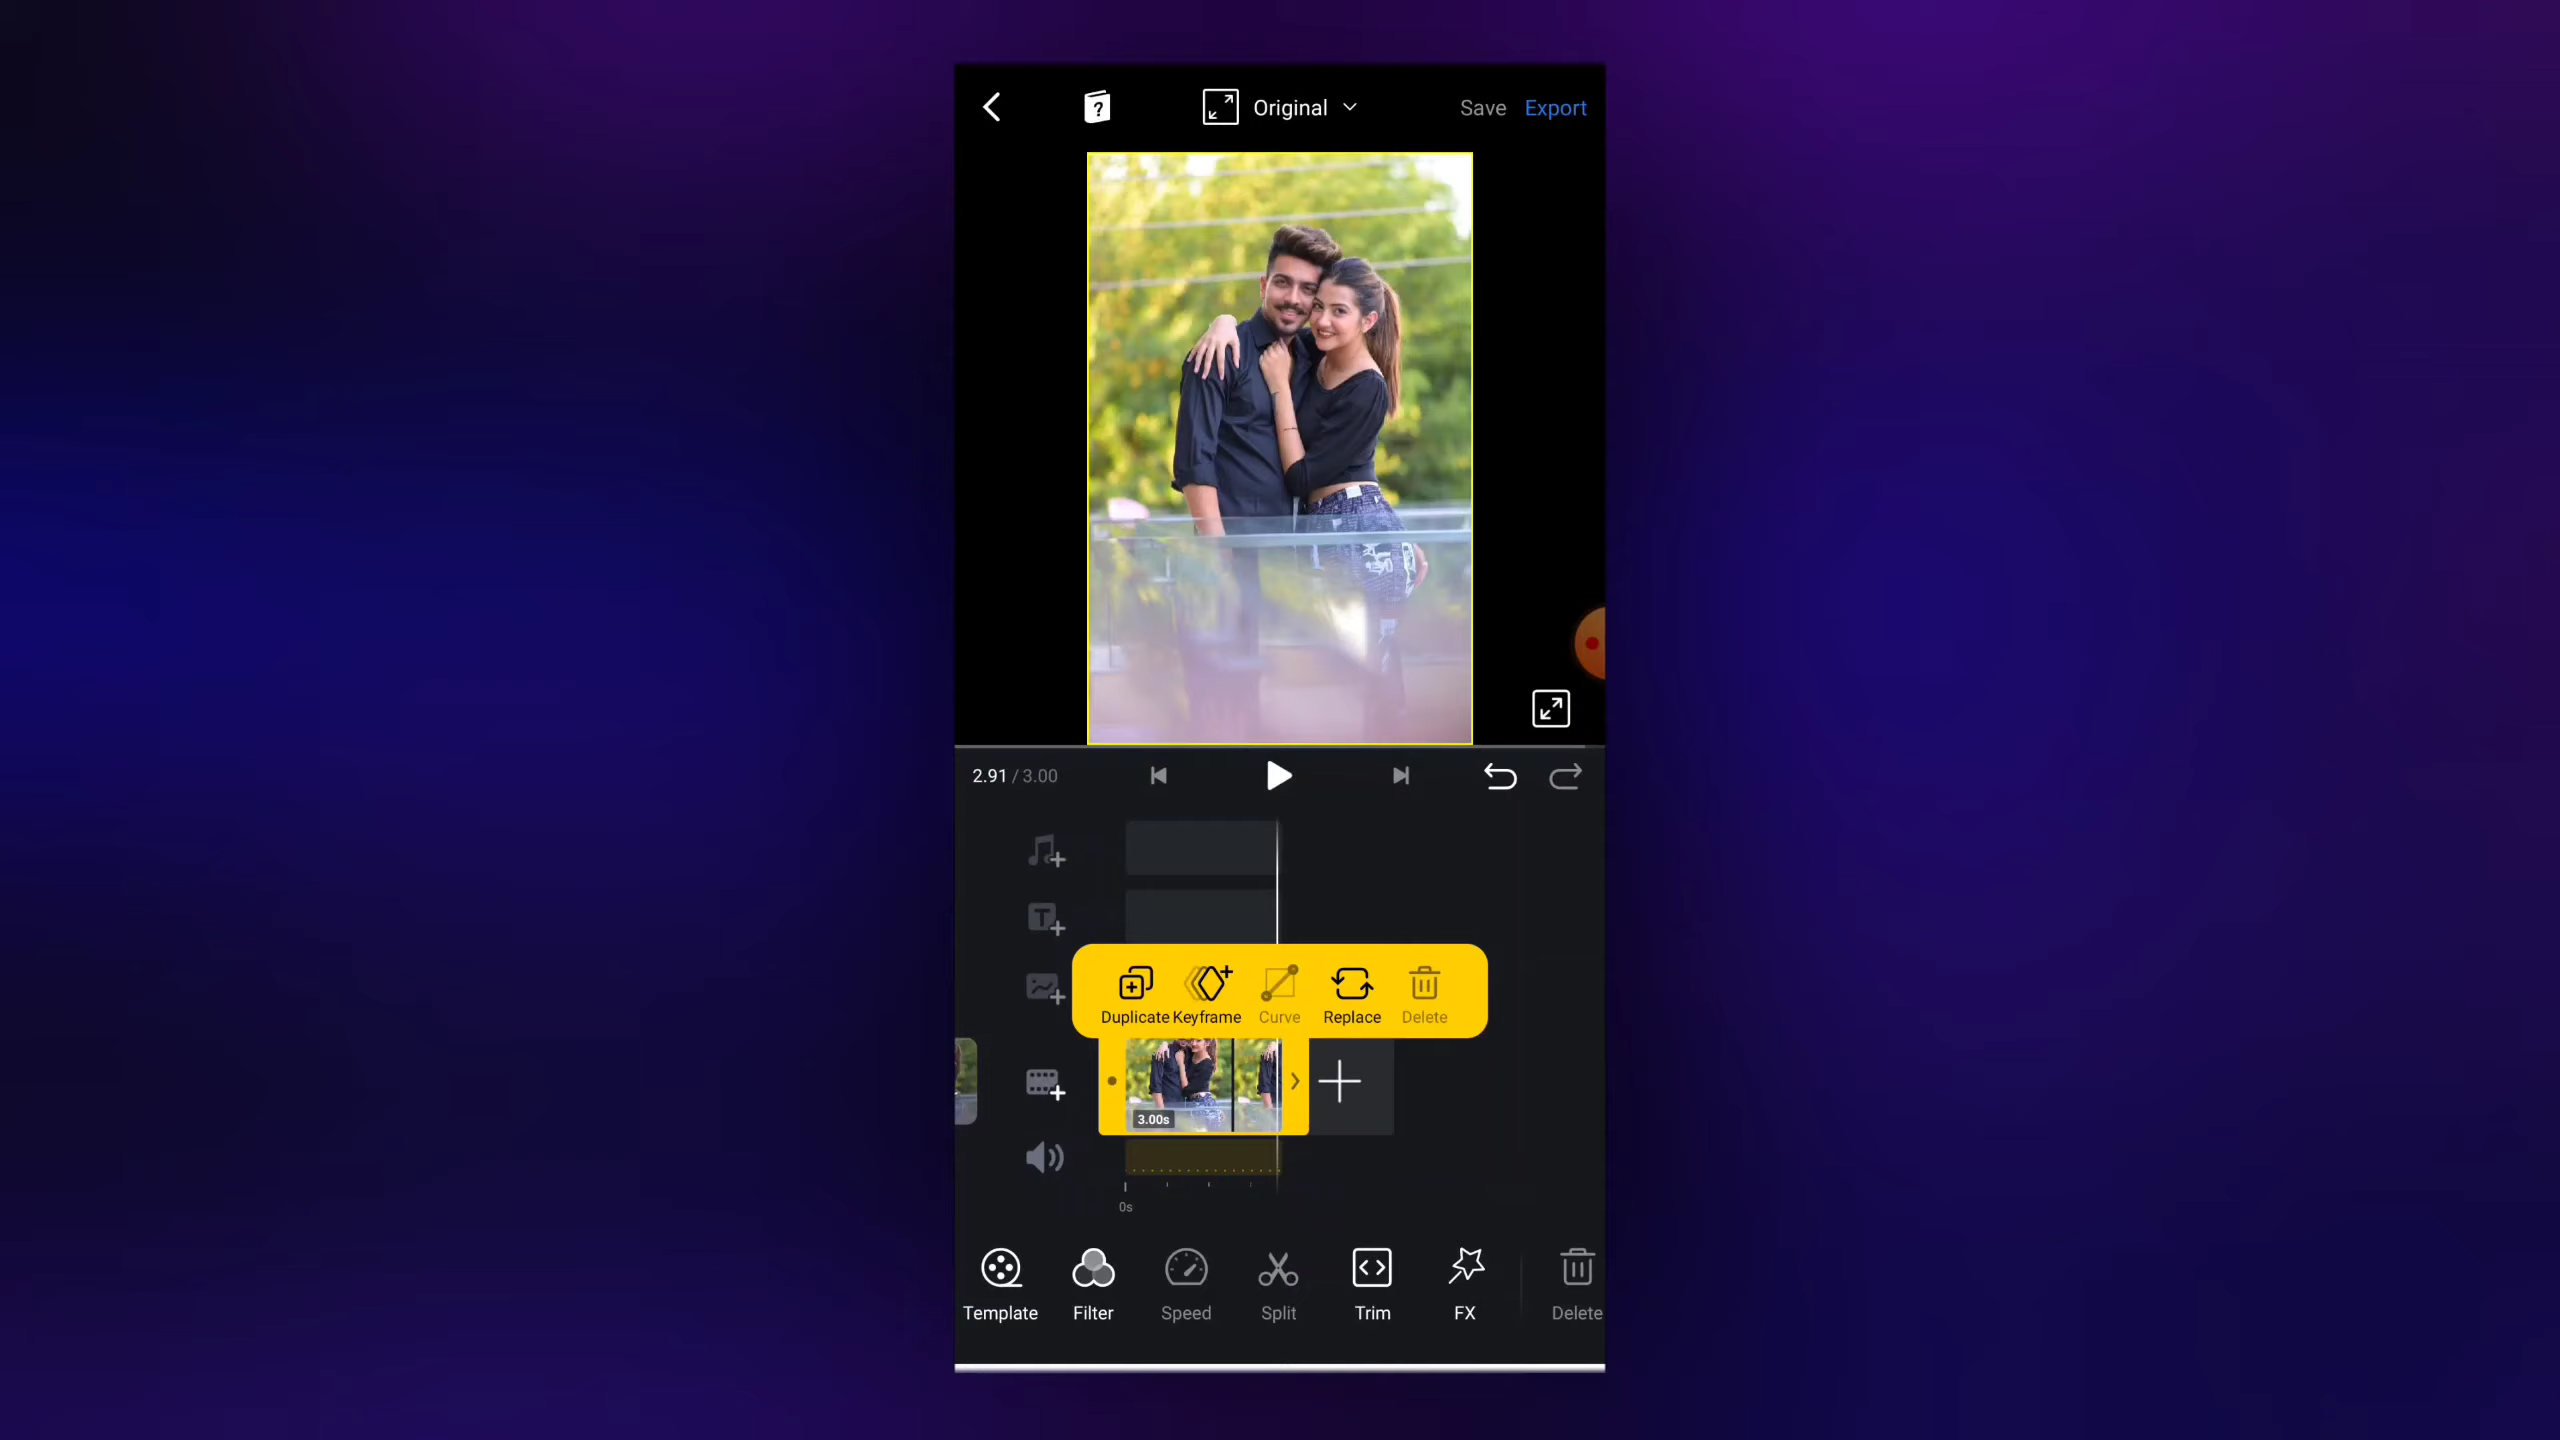 Original
Save Export
2.91 / 3.00
Duplicate Keyframe Curve Replace Delete
3.00s
0s
Template Filter Speed Split Trim FX Delete